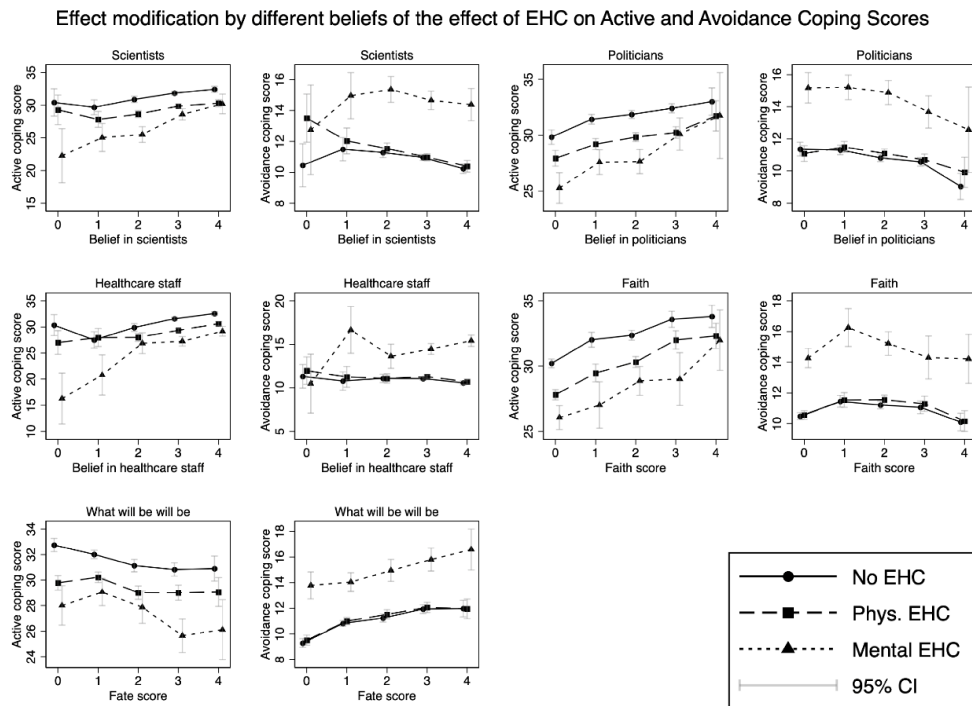 Effect modification by different beliefs of the effect of EHC on Active and Avoidance Coping Scores
Scientists
Active coping score
35
30
25
20
15
0 1 2 3 4
Belief in scientists
Scientists
Avoidance coping score
16
14
12
10
8
0 1 2 3 4
Belief in scientists
Politicians
Active coping score
35
30
25
0 1 2 3 4
Belief in politicians
Politicians
Avoidance coping score
16
14
12
10
8
0 1 2 3 4
Belief in politicians
Healthcare staff
Active coping score
35
30
25
20
15
10
0 1 2 3 4
Belief in healthcare staff
Healthcare staff
Avoidance coping score
20
15
10
5
0 1 2 3 4
Belief in healthcare staff
Faith
Active coping score
35
30
25
0 1 2 3 4
Faith score
Faith
Avoidance coping score
18
16
14
12
10
0 1 2 3 4
Faith score
What will be will be
Active coping score
34
32
30
28
26
24
0 1 2 3 4
Fate score
What will be will be
Avoidance coping score
18
16
14
12
10
8
0 1 2 3 4
Fate score
No EHC
Phys. EHC
Mental EHC
95% CI